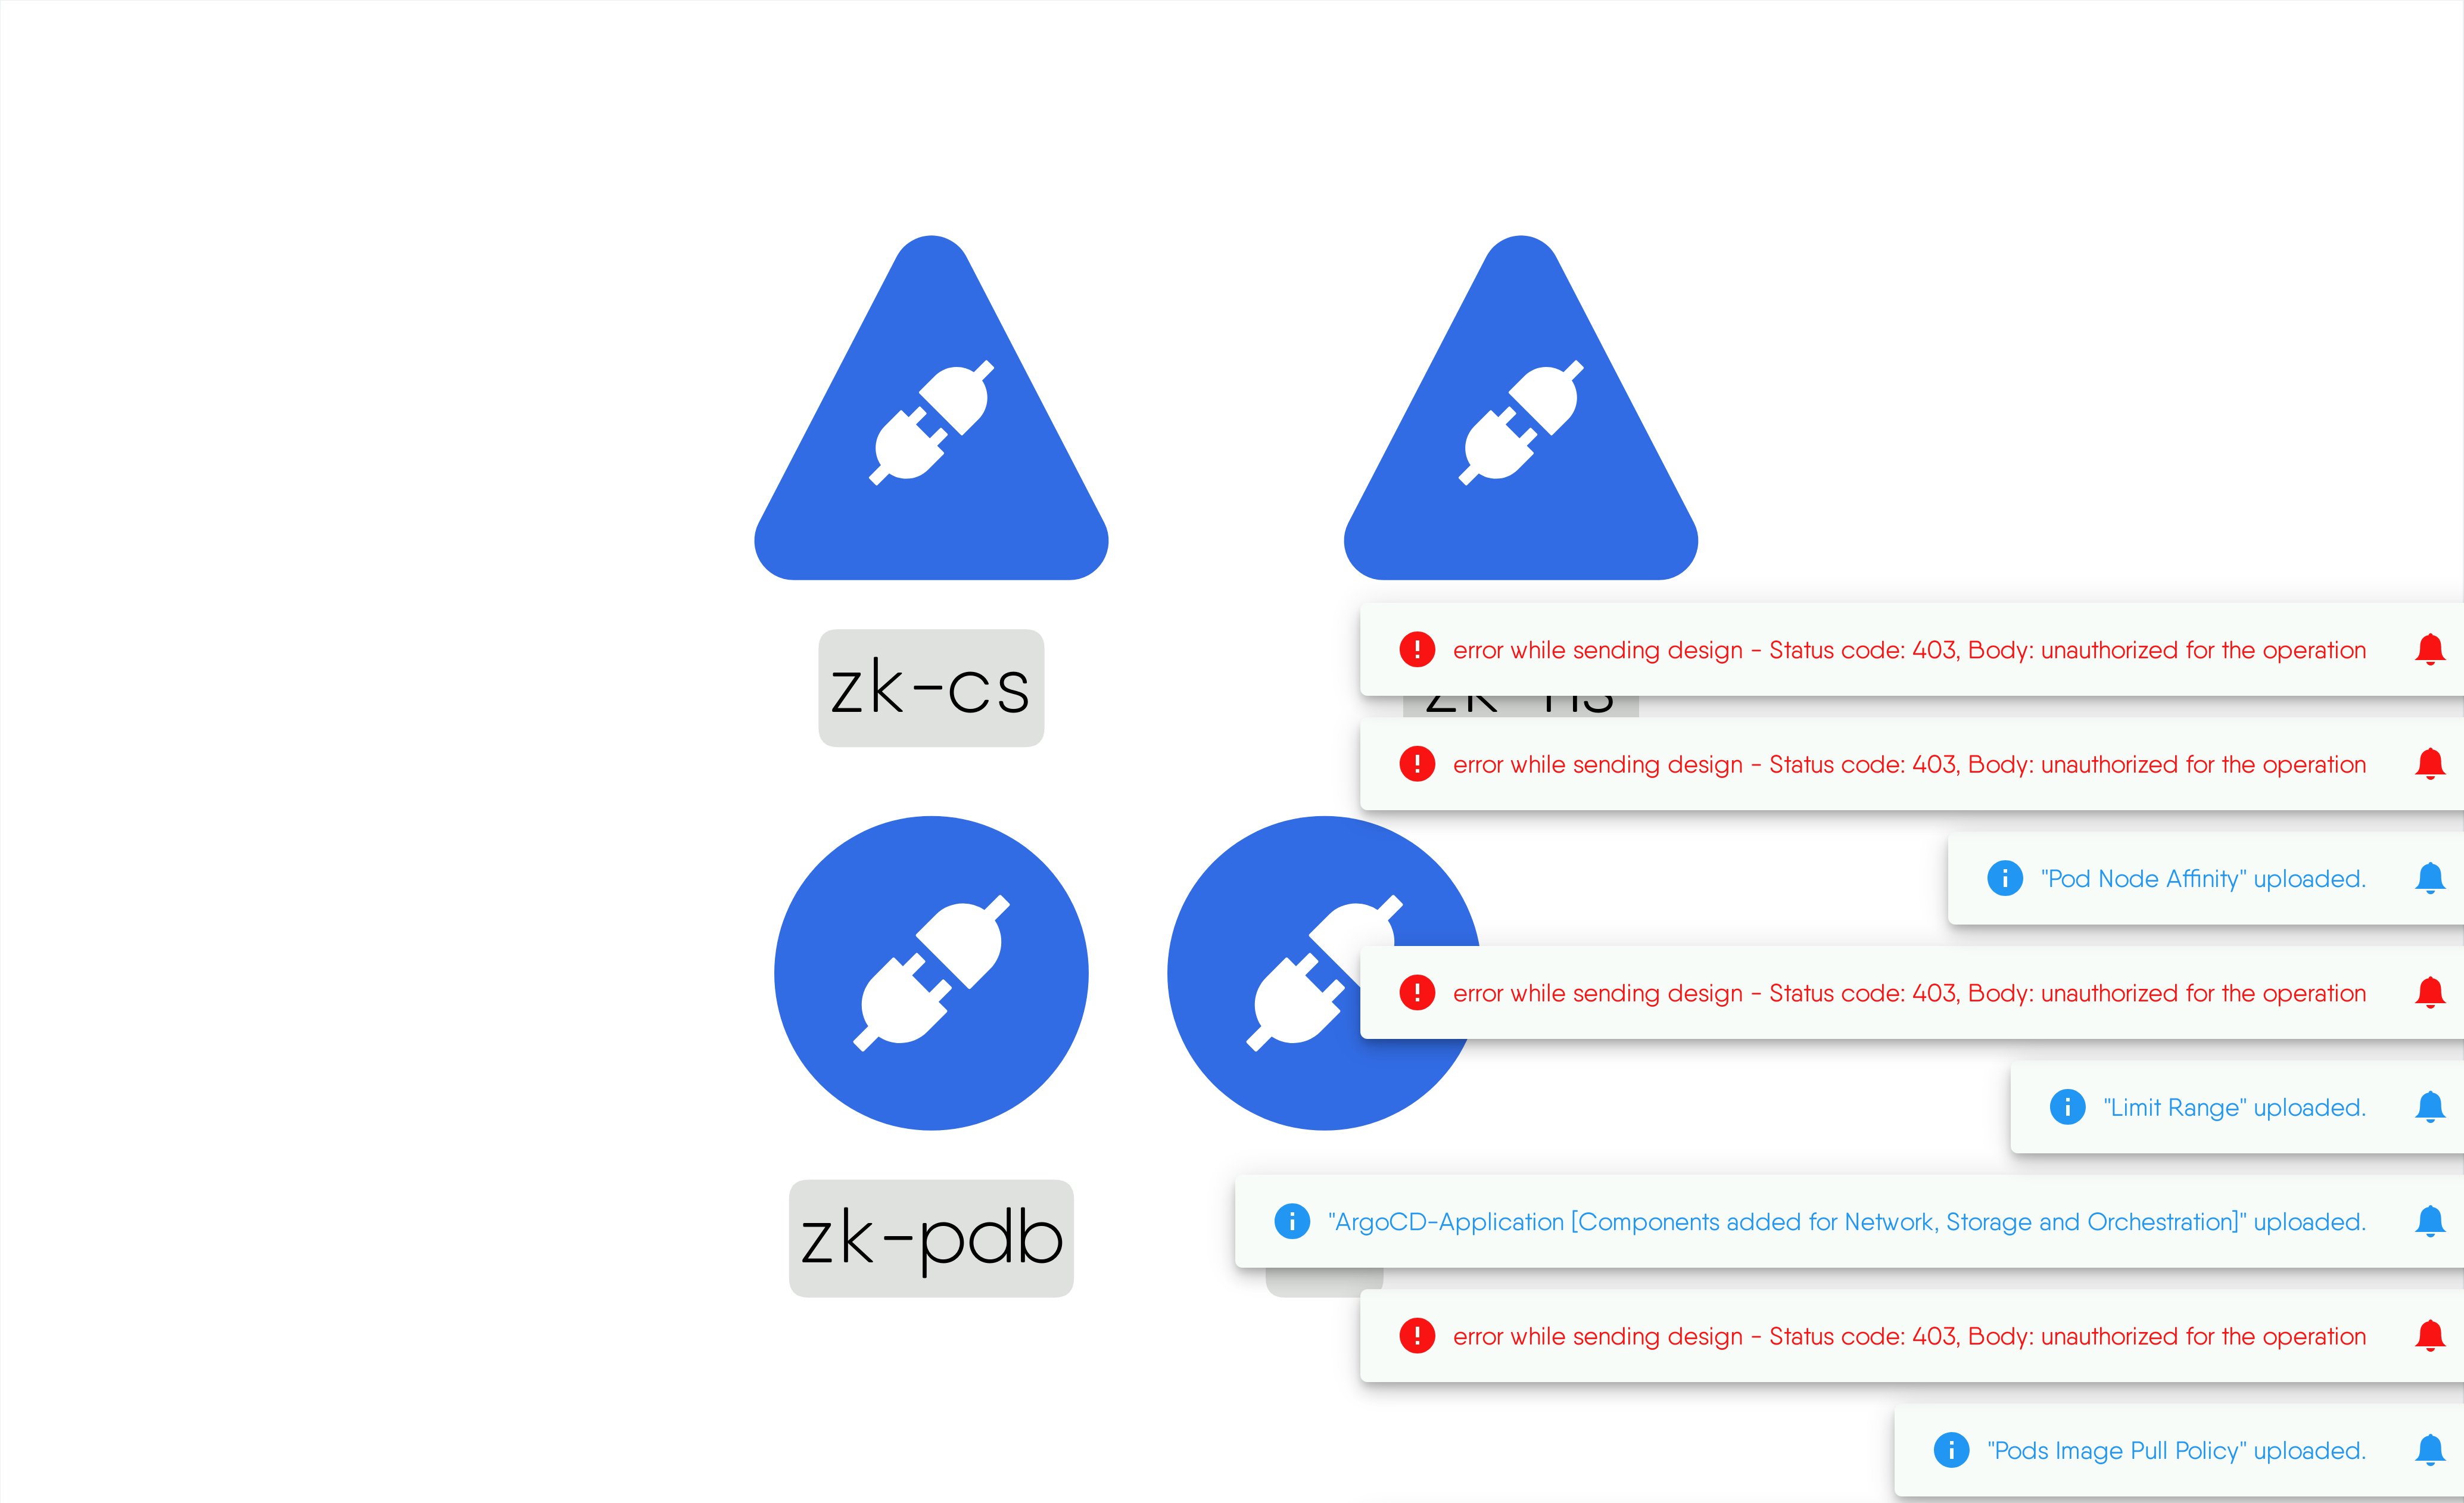 zk-cs
error while sending design - Status code: 403, Body: unauthorized for the operation
error while sending design - Status code: 403, Body: unauthorized for the operation
"Pod Node Affinity" uploaded.
error while sending design - Status code: 403, Body: unauthorized for the operation
"Limit Range" uploaded.
zk-pdb
"ArgoCD-Application [Components added for Network, Storage and Orchestration]" uploaded.
error while sending design - Status code: 403, Body: unauthorized for the operation
"Pods Image Pull Policy" uploaded.